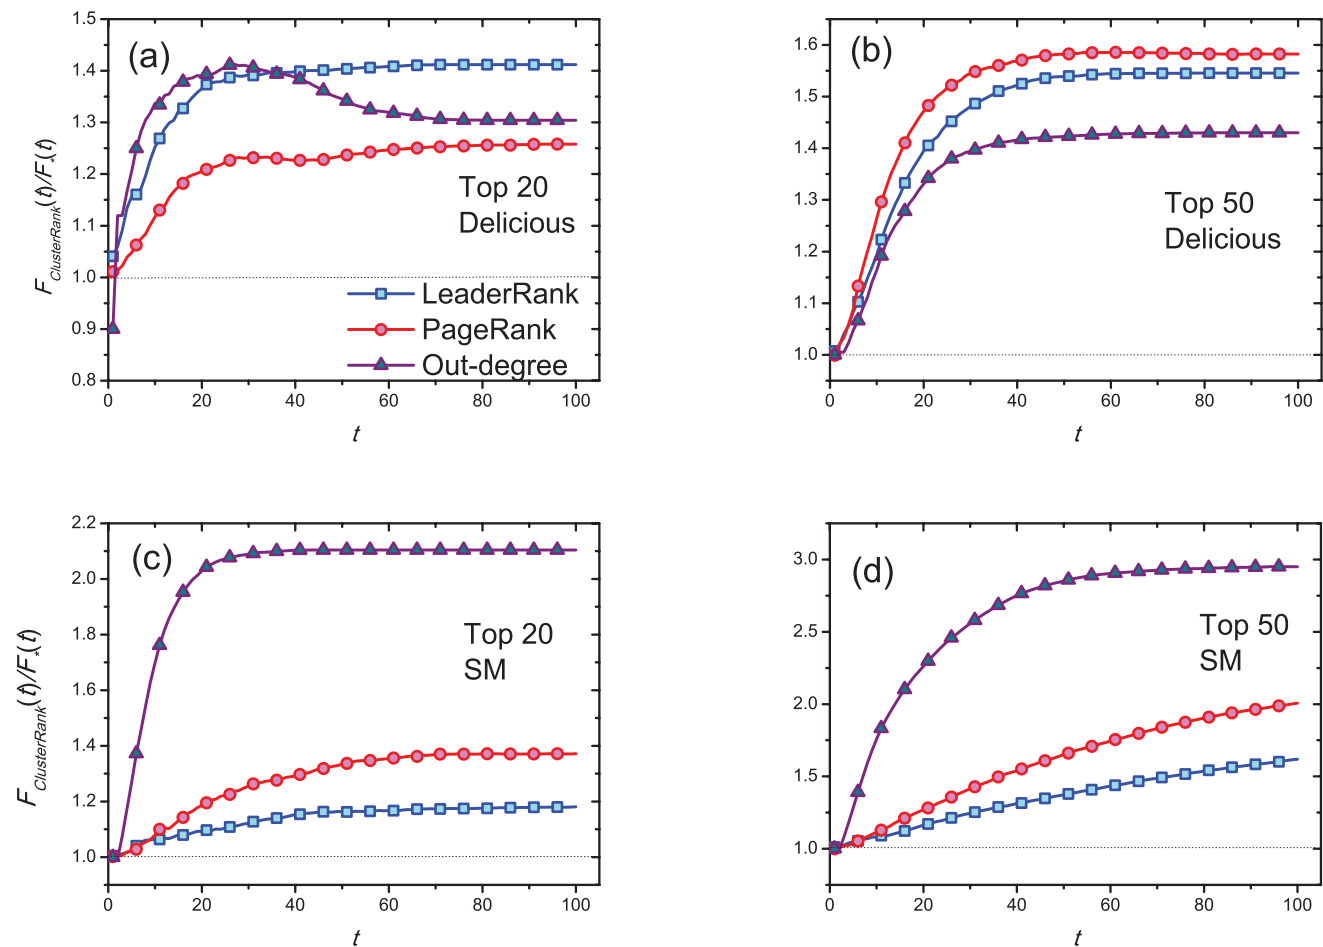 (a)
1.5
1.4
1.3
1.2
1.1
1.0
0.9
0.8
F_ClusterRank(t)/F_*(t)
Top 20
Delicious
LeaderRank
PageRank
Out-degree
0 20 40 60 80 100
t
(b)
1.6
1.5
1.4
1.3
1.2
1.1
1.0
Top 50
Delicious
0 20 40 60 80 100
t
(c)
2.2
2.0
1.8
1.6
1.4
1.2
1.0
F_ClusterRank(t)/F_*(t)
Top 20
SM
0 20 40 60 80 100
t
(d)
3.0
2.5
2.0
1.5
1.0
Top 50
SM
0 20 40 60 80 100
t